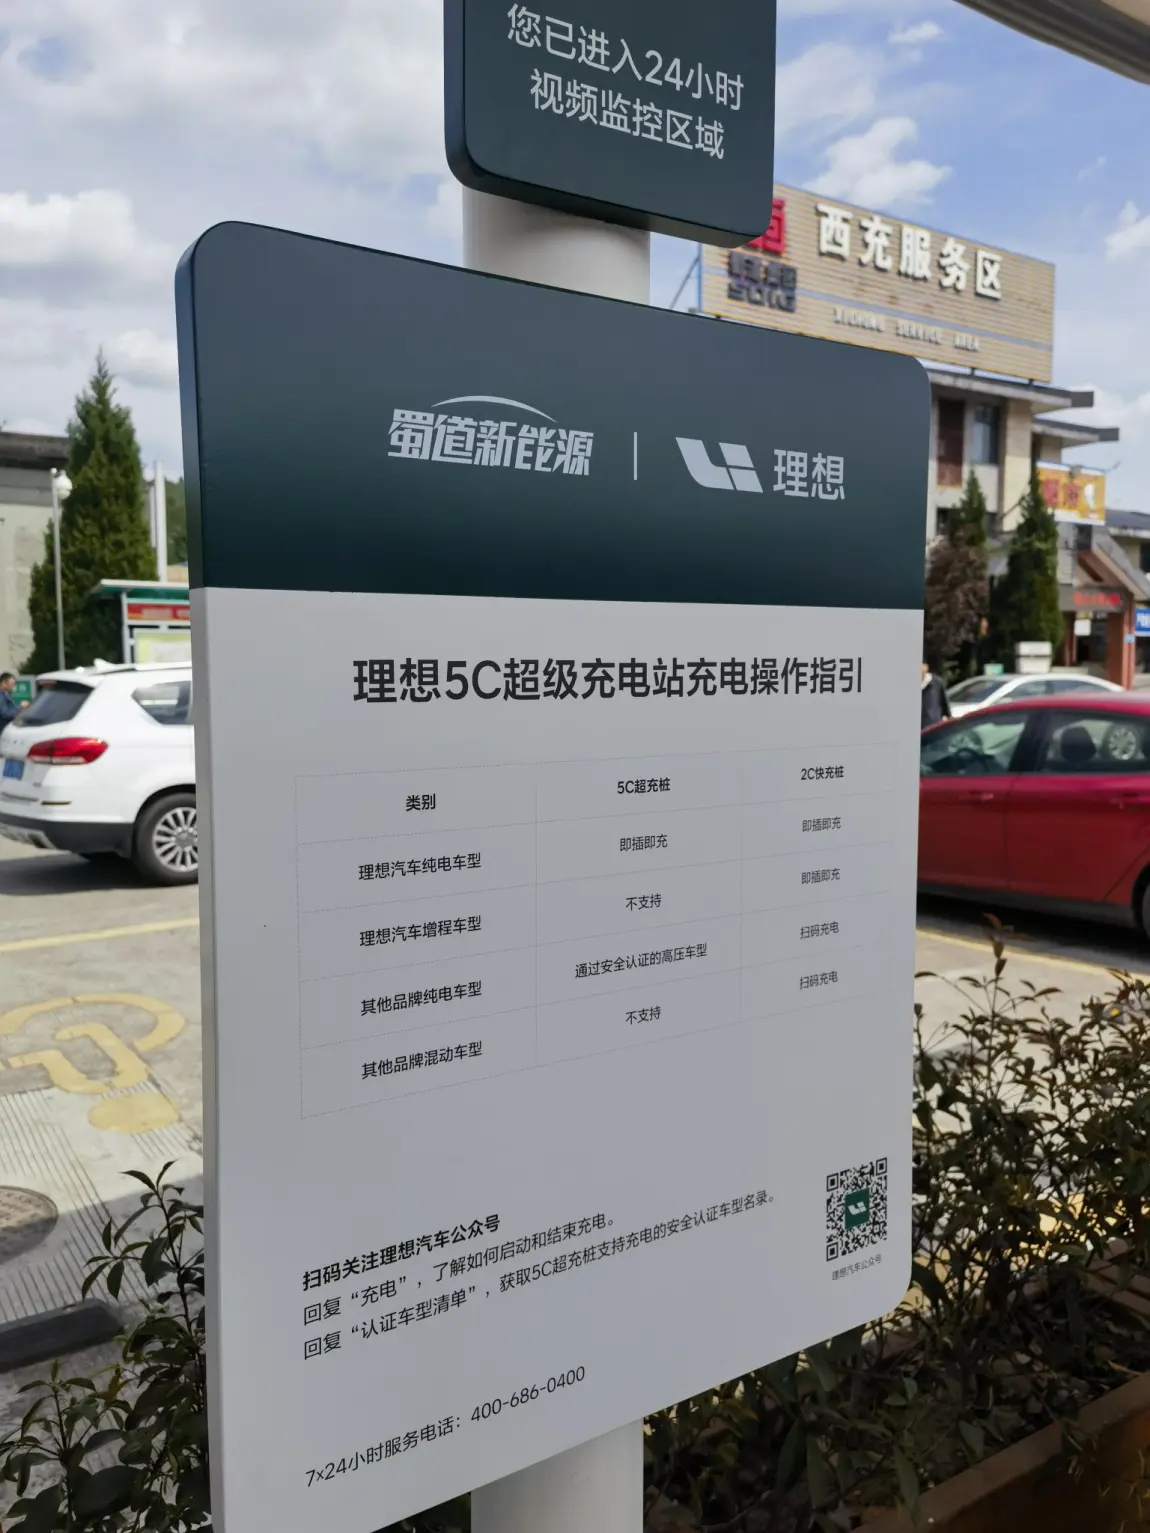 您已进入24小时
视频监控区域
西充服务区
XICHONG SERVICE AREA
蜀道新能源 | 理想
理想5C超级充电站充电操作指引
类别 5C超充桩 2C快充桩
理想汽车纯电车型 即插即充 即插即充
理想汽车增程车型 不支持 即插即充
其他品牌纯电车型 通过安全认证的高压车型 扫码充电
其他品牌混动车型 不支持 扫码充电
扫码关注理想汽车公众号
回复“充电”，了解如何启动和结束充电。
回复“认证车型清单”，获取5C超充桩支持充电的安全认证车型名录。
理想汽车公众号
7×24小时服务电话：400-686-0400